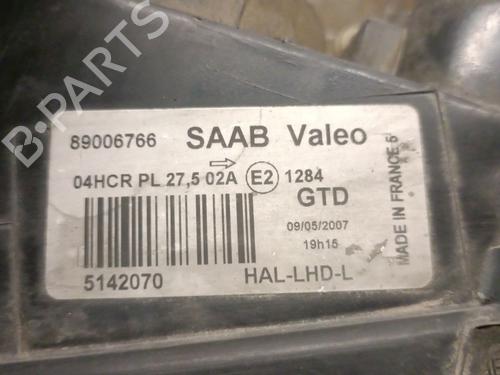 89006766 SAAB Valeo
04HCR PL 27,5 02A E2 1284
GTD
09/05/2007
19h15
5142070 HAL-LHD-L
MADE IN FRANCE
B-PARTS